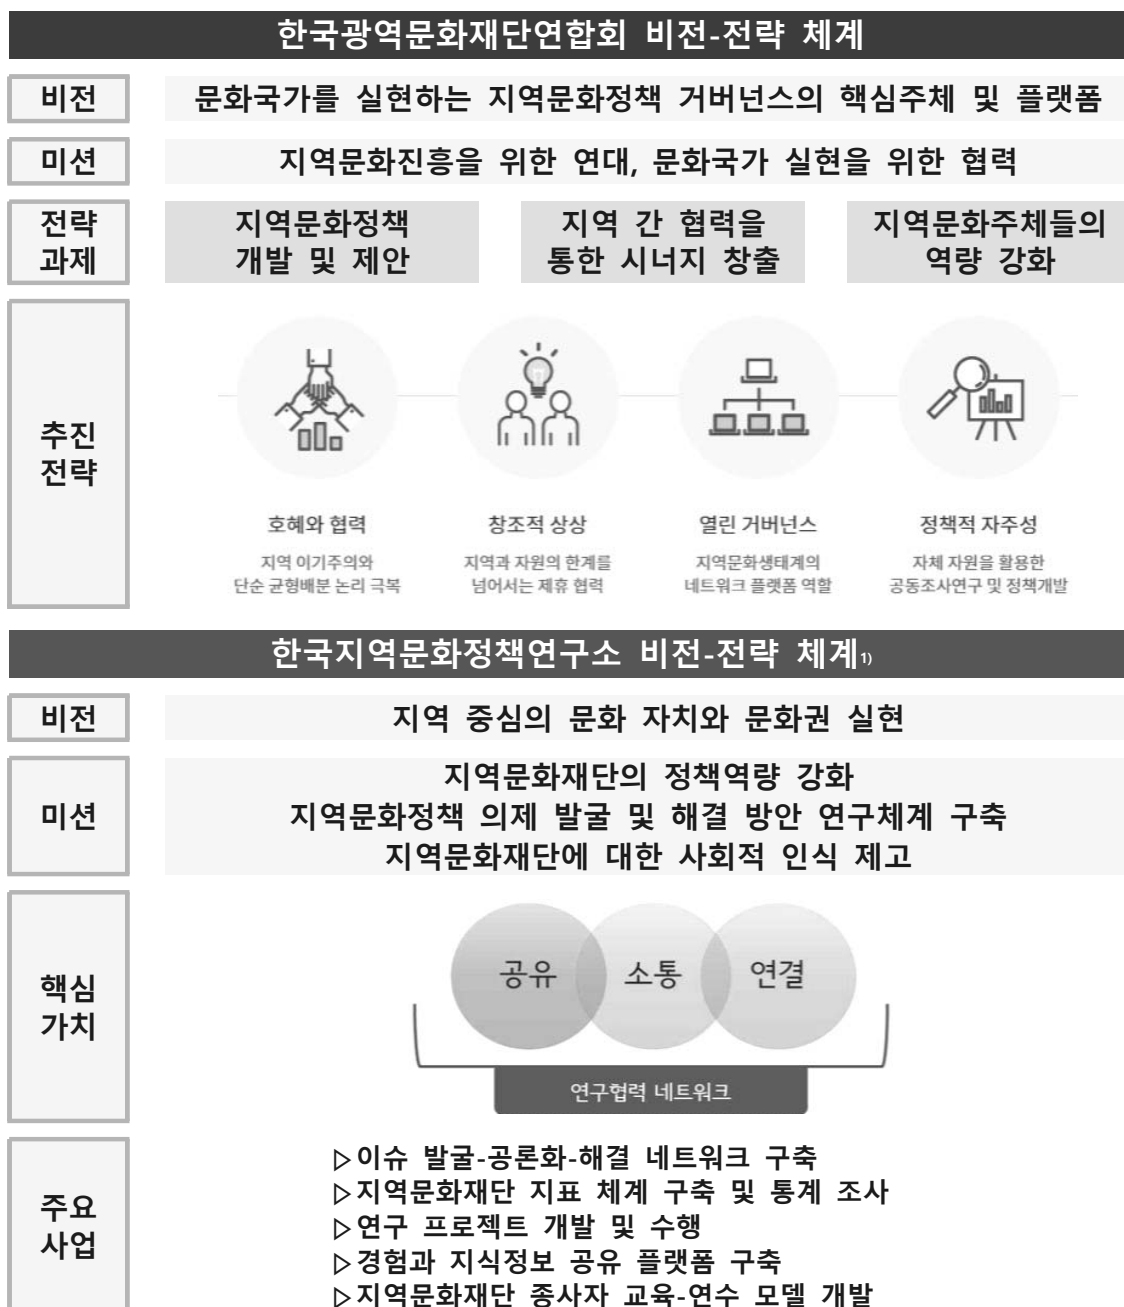 한국광역문화재단연합회 비전-전략 체계
비전
문화국가를 실현하는 지역문화정책 거버넌스의 핵심주체 및 플랫폼
미션
지역문화진흥을 위한 연대, 문화국가 실현을 위한 협력
전략
과제
지역문화정책
개발 및 제안
지역 간 협력을
통한 시너지 창출
지역문화주체들의
역량 강화
추진
전략
호혜와 협력
지역 이기주의와
단순 균형배분 논리 극복
창조적 상상
지역과 자원의 한계를
넘어서는 제휴 협력
열린 거버넌스
지역문화생태계의
네트워크 플랫폼 역할
정책적 자주성
자체 자원을 활용한
공동조사연구 및 정책개발
한국지역문화정책연구소 비전-전략 체계1)
비전
지역 중심의 문화 자치와 문화권 실현
미션
지역문화재단의 정책역량 강화
지역문화정책 의제 발굴 및 해결 방안 연구체계 구축
지역문화재단에 대한 사회적 인식 제고
핵심
가치
공유 소통 연결
연구협력 네트워크
주요
사업
▷이슈 발굴-공론화-해결 네트워크 구축
▷지역문화재단 지표 체계 구축 및 통계 조사
▷연구 프로젝트 개발 및 수행
▷경험과 지식정보 공유 플랫폼 구축
▷지역문화재단 종사자 교육-연수 모델 개발